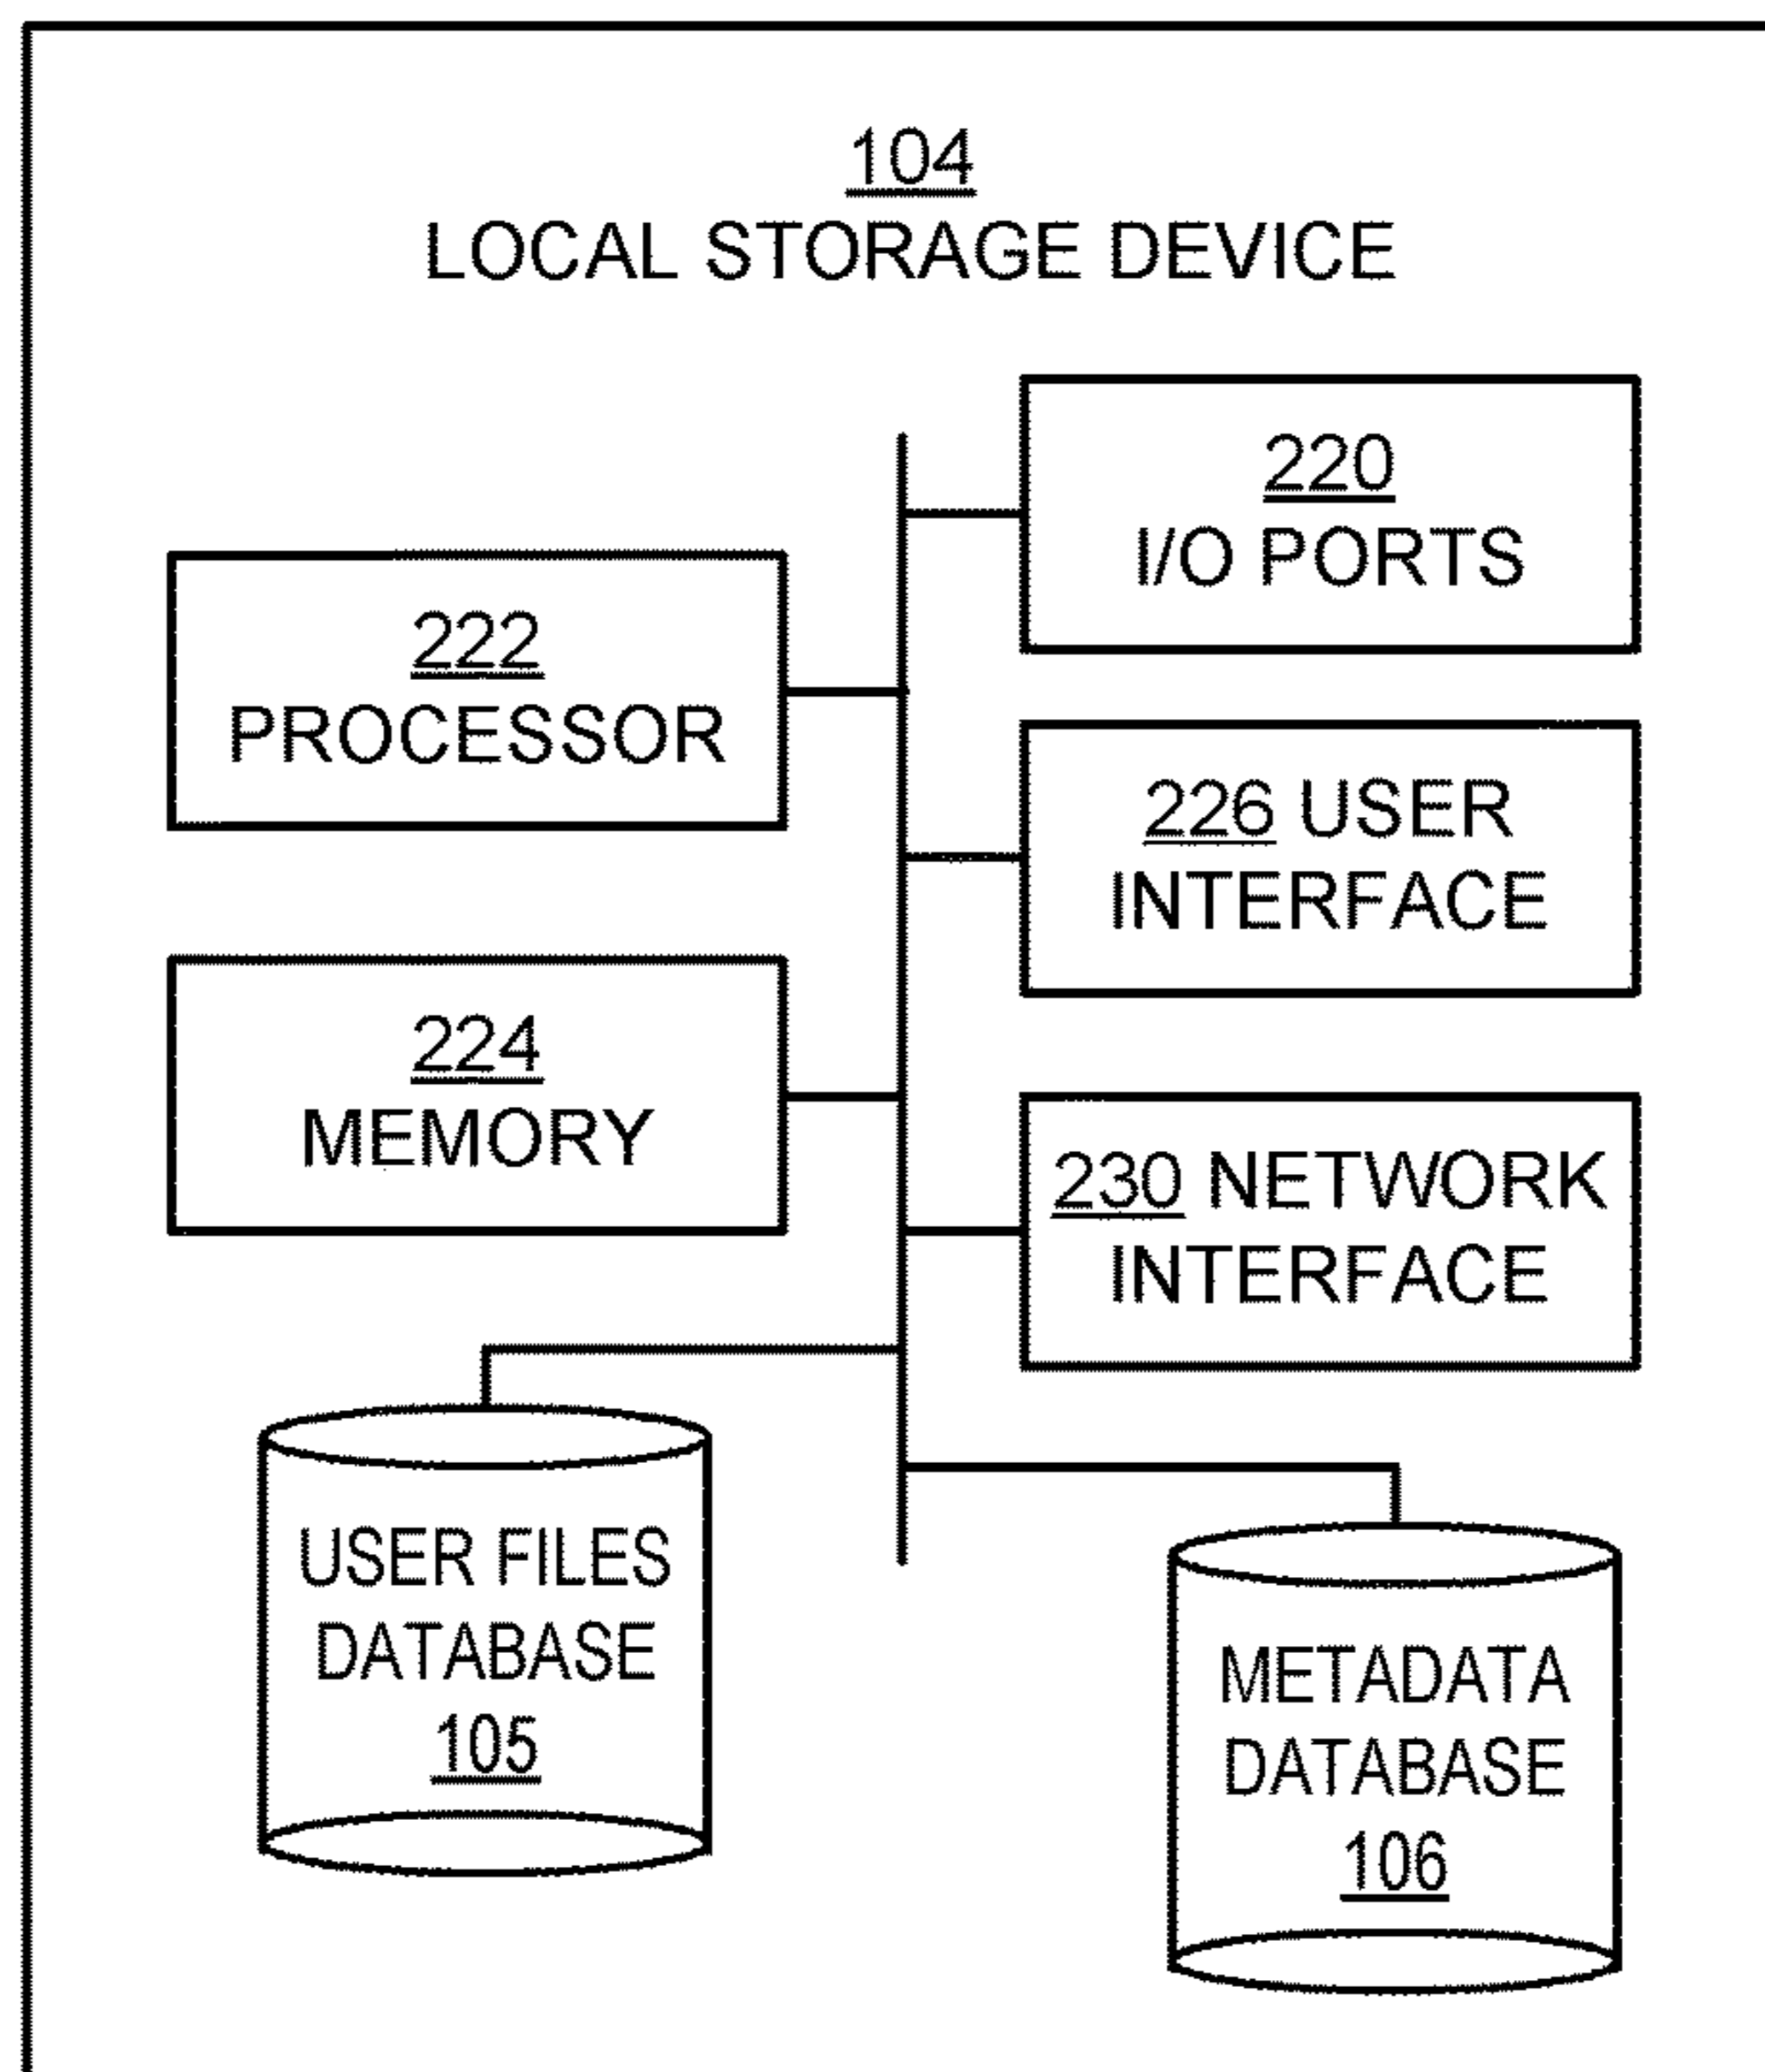 104
LOCAL STORAGE DEVICE
220
I/O PORTS
222
PROCESSOR
226 USER
INTERFACE
224
MEMORY
230 NETWORK
INTERFACE
USER FILES
DATABASE
105
METADATA
DATABASE
106